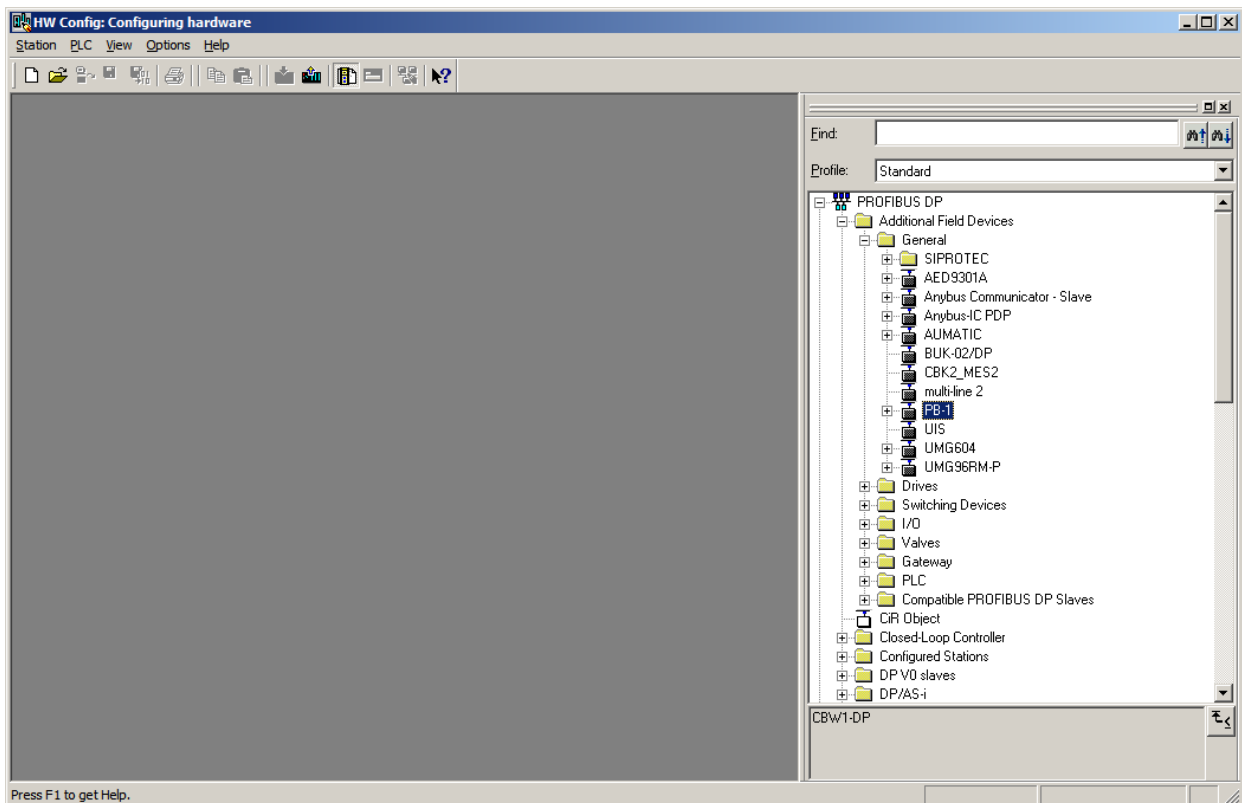 HW Config: Configuring hardware
Station PLC View Options Help
Find:
Profile: Standard
PROFIBUS DP
Additional Field Devices
General
SIPROTEC
AED9301A
Anybus Communicator - Slave
Anybus-IC PDP
AUMATIC
BUK-02/DP
CBK2_MES2
multi-line 2
PB-1
UIS
UMG604
UMG96RM-P
Drives
Switching Devices
I/O
Valves
Gateway
PLC
Compatible PROFIBUS DP Slaves
CiR Object
Closed-Loop Controller
Configured Stations
DP V0 slaves
DP/AS-i
CBW1-DP
Press F1 to get Help.